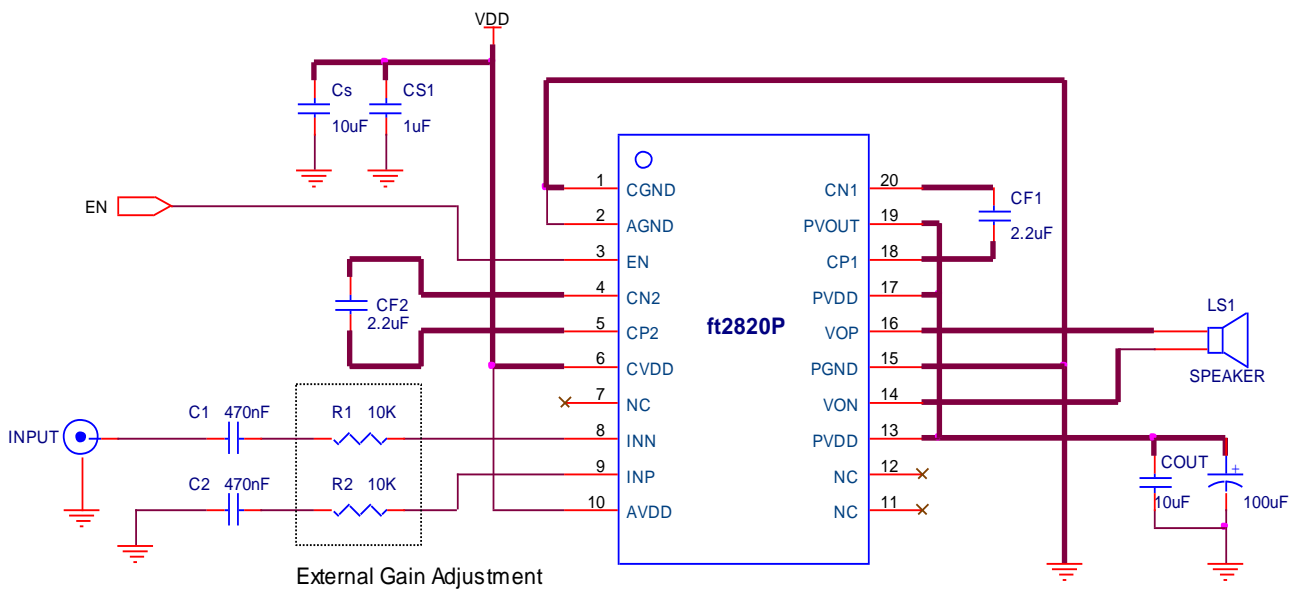 VDD
Cs
10uF
CS1
1uF
EN
CF2
2.2uF
C1 470nF
R1 10K
INPUT
C2 470nF
R2 10K
External Gain Adjustment
ft2820P
1 CGND
2 AGND
3 EN
4 CN2
5 CP2
6 CVDD
7 NC
8 INN
9 INP
10 AVDD
CN1 20
PVOUT 19
CP1 18
PVDD 17
VOP 16
PGND 15
VON 14
PVDD 13
NC 12
NC 11
CF1
2.2uF
LS1
SPEAKER
COUT
10uF
+
100uF